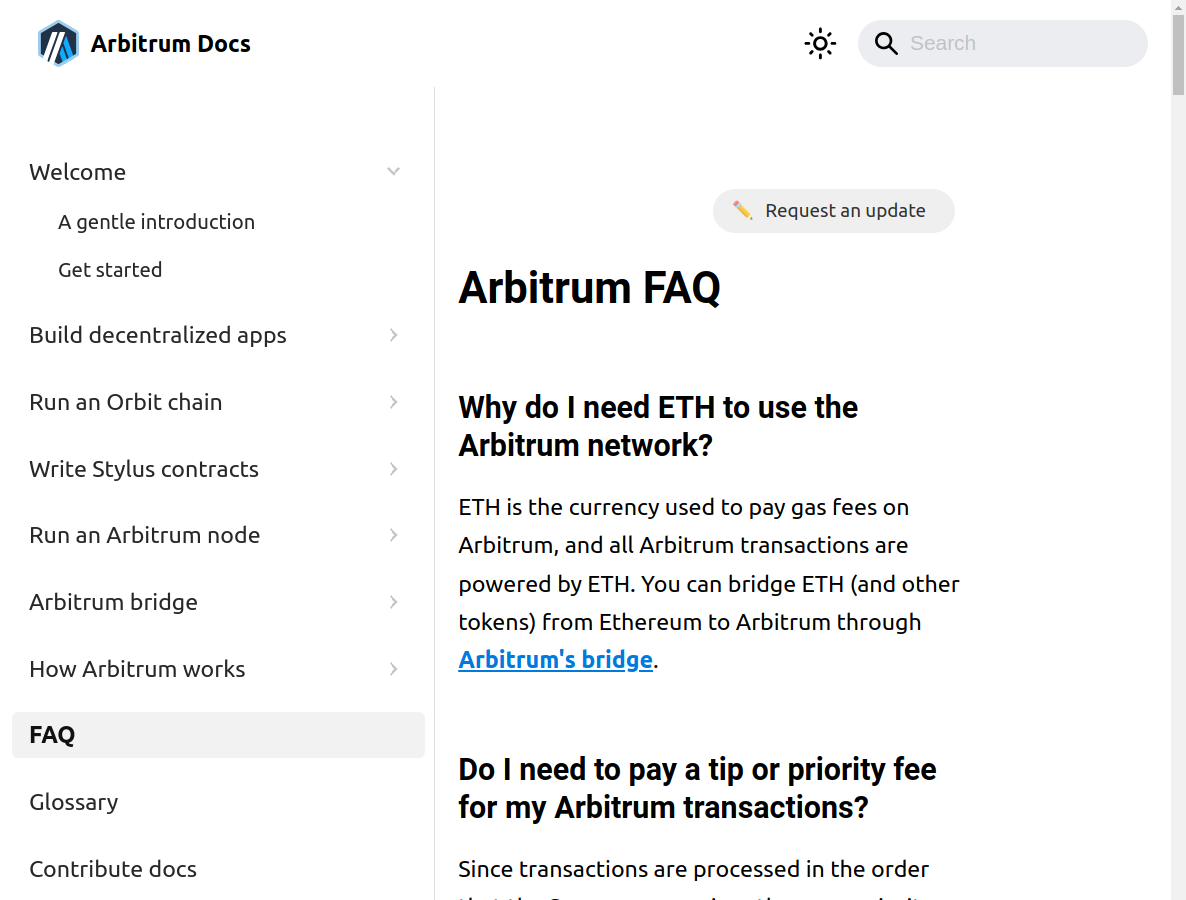 Arbitrum Docs
Search
Welcome
A gentle introduction
Get started
Build decentralized apps
Run an Orbit chain
Write Stylus contracts
Run an Arbitrum node
Arbitrum bridge
How Arbitrum works
FAQ
Glossary
Contribute docs
✏️ Request an update
Arbitrum FAQ
Why do I need ETH to use the
Arbitrum network?
ETH is the currency used to pay gas fees on
Arbitrum, and all Arbitrum transactions are
powered by ETH. You can bridge ETH (and other
tokens) from Ethereum to Arbitrum through
Arbitrum's bridge.
Do I need to pay a tip or priority fee
for my Arbitrum transactions?
Since transactions are processed in the order